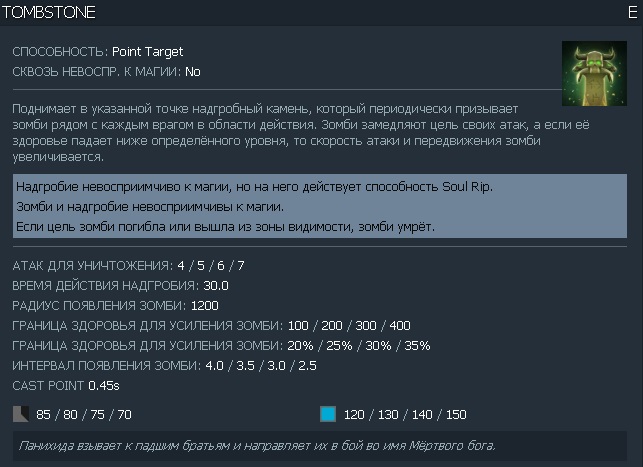 TOMBSTONE E
СПОСОБНОСТЬ: Point Target
СКВОЗЬ НЕВОСПР. К МАГИИ: No
Поднимает в указанной точке надгробный камень, который периодически призывает
зомби рядом с каждым врагом в области действия. Зомби замедляют цель своих атак, а если её
здоровье падает ниже определённого уровня, то скорость атаки и передвижения зомби
увеличивается.
Надгробие невосприимчиво к магии, но на него действует способность Soul Rip.
Зомби и надгробие невосприимчивы к магии.
Если цель зомби погибла или вышла из зоны видимости, зомби умрёт.
АТАК ДЛЯ УНИЧТОЖЕНИЯ: 4 / 5 / 6 / 7
ВРЕМЯ ДЕЙСТВИЯ НАДГРОБИЯ: 30.0
РАДИУС ПОЯВЛЕНИЯ ЗОМБИ: 1200
ГРАНИЦА ЗДОРОВЬЯ ДЛЯ УСИЛЕНИЯ ЗОМБИ: 100 / 200 / 300 / 400
ГРАНИЦА ЗДОРОВЬЯ ДЛЯ УСИЛЕНИЯ ЗОМБИ: 20% / 25% / 30% / 35%
ИНТЕРВАЛ ПОЯВЛЕНИЯ ЗОМБИ: 4.0 / 3.5 / 3.0 / 2.5
CAST POINT 0.45s
85 / 80 / 75 / 70 120 / 130 / 140 / 150
Панихида взывает к падшим братьям и направляет их в бой во имя Мёртвого бога.